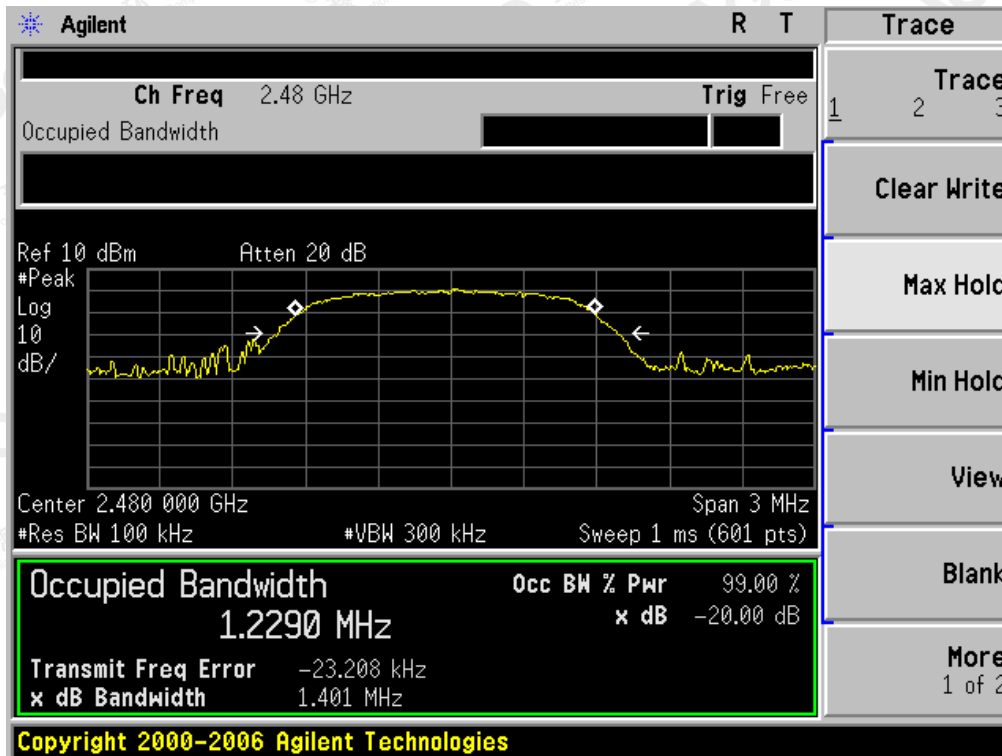 Agilent R T Trace
Ch Freq 2.48 GHz Trig Free
Occupied Bandwidth
Trace
1 2 3
Clear Write
Max Hold
Min Hold
View
Blank
More
1 of 2
Ref 10 dBm Atten 20 dB
#Peak
Log
10
dB/
Center 2.480 000 GHz Span 3 MHz
#Res BW 100 kHz #VBW 300 kHz Sweep 1 ms (601 pts)
Occupied Bandwidth Occ BW % Pwr 99.00 %
1.2290 MHz x dB -20.00 dB
Transmit Freq Error -23.208 kHz
x dB Bandwidth 1.401 MHz
Copyright 2000-2006 Agilent Technologies